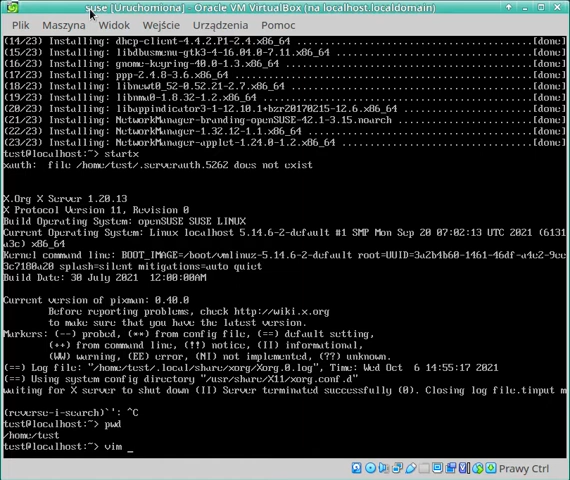 suse [Uruchomiona] - Oracle VM VirtualBox (na localhost.localdomain)
Plik Maszyna Widok Wejście Urządzenia Pomoc
(14/23) Installing: dhcp-client-4.4.2.P1-2.4.x86_64 ........................................[done]
(15/23) Installing: libdbusmenu-gtk3-4-16.04.0-7.11.x86_64 ........................................[done]
(16/23) Installing: gnome-keyring-40.0-1.3.x86_64 ........................................[done]
(17/23) Installing: ppp-2.4.8-3.6.x86_64 ........................................[done]
(18/23) Installing: libnewt0_52-0.52.21-2.7.x86_64 ........................................[done]
(19/23) Installing: libnm0-1.8.32-1.2.x86_64 ........................................[done]
(20/23) Installing: libappindicator3-1-12.10.1+bzr20170215-12.6.x86_64 ........................................[done]
(21/23) Installing: NetworkManager-branding-openSUSE-42.1-3.15.noarch ........................................[done]
(22/23) Installing: NetworkManager-1.32.12-1.1.x86_64 ........................................[done]
(23/23) Installing: NetworkManager-applet-1.24.0-1.2.x86_64 ........................................[done]
test@localhost:~> startx
xauth:  file /home/test/.serverauth.5262 does not exist
X.Org X Server 1.20.13
X Protocol Version 11, Revision 0
Build Operating System: openSUSE SUSE LINUX
Current Operating System: Linux localhost 5.14.6-2-default #1 SMP Mon Sep 20 07:02:13 UTC 2021 (6131
a3c) x86_64
Kernel command line: BOOT_IMAGE=/boot/vmlinuz-5.14.6-2-default root=UUID=3a2b4b60-1461-46df-a4e2-9ee
3c7180a20 splash=silent mitigations=auto quiet
Build Date: 30 July 2021  12:00:00AM
Current version of pixman: 0.40.0
Before reporting problems, check http://wiki.x.org
to make sure that you have the latest version.
Markers: (--) probed, (**) from config file, (==) default setting,
(++) from command line, (!!) notice, (II) informational,
(WW) warning, (EE) error, (NI) not implemented, (??) unknown.
(==) Log file: "/home/test/.local/share/xorg/Xorg.0.log", Time: Wed Oct  6 14:55:17 2021
(==) Using system config directory "/usr/share/X11/xorg.conf.d"
waiting for X server to shut down (II) Server terminated successfully (0). Closing log file.tinput m
(reverse-i-search)`': ^C
test@localhost:~> pwd
/home/test
test@localhost:~> vim _
Prawy Ctrl